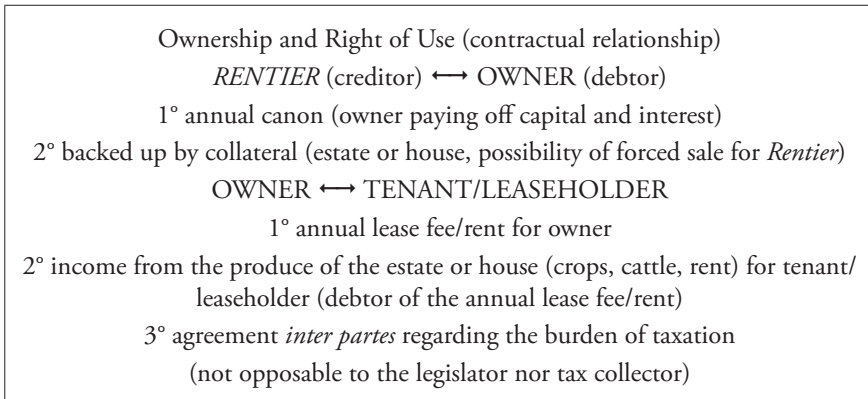 Ownership and Right of Use (contractual relationship)
RENTIER (creditor) ⟷ OWNER (debtor)
1° annual canon (owner paying off capital and interest)
2° backed up by collateral (estate or house, possibility of forced sale for Rentier)
OWNER ⟷ TENANT/LEASEHOLDER
1° annual lease fee/rent for owner
2° income from the produce of the estate or house (crops, cattle, rent) for tenant/
leaseholder (debtor of the annual lease fee/rent)
3° agreement inter partes regarding the burden of taxation
(not opposable to the legislator nor tax collector)